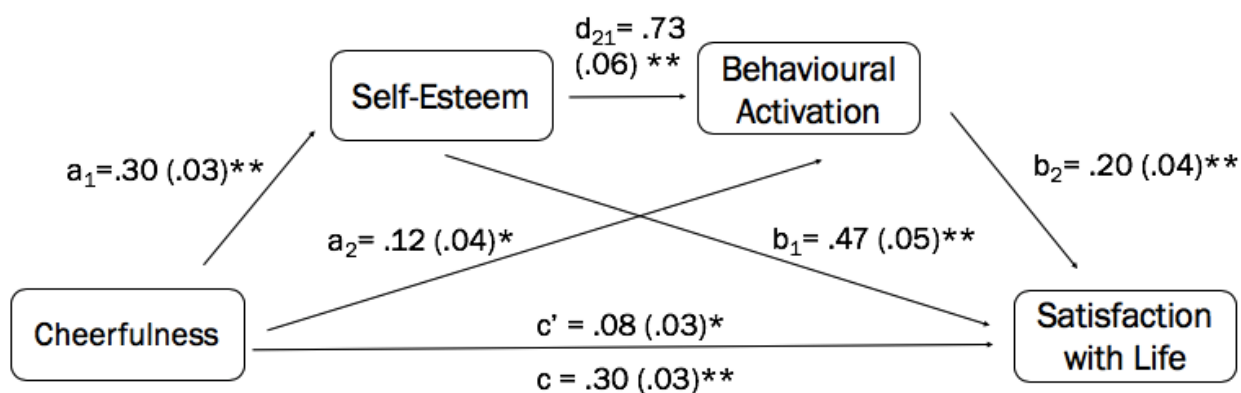 d₂₁= .73
(.06) **
Self-Esteem
Behavioural
Activation
a₁=.30 (.03)**
b₂= .20 (.04)**
a₂= .12 (.04)*
b₁= .47 (.05)**
Cheerfulness
c’ = .08 (.03)*
c = .30 (.03)**
Satisfaction
with Life